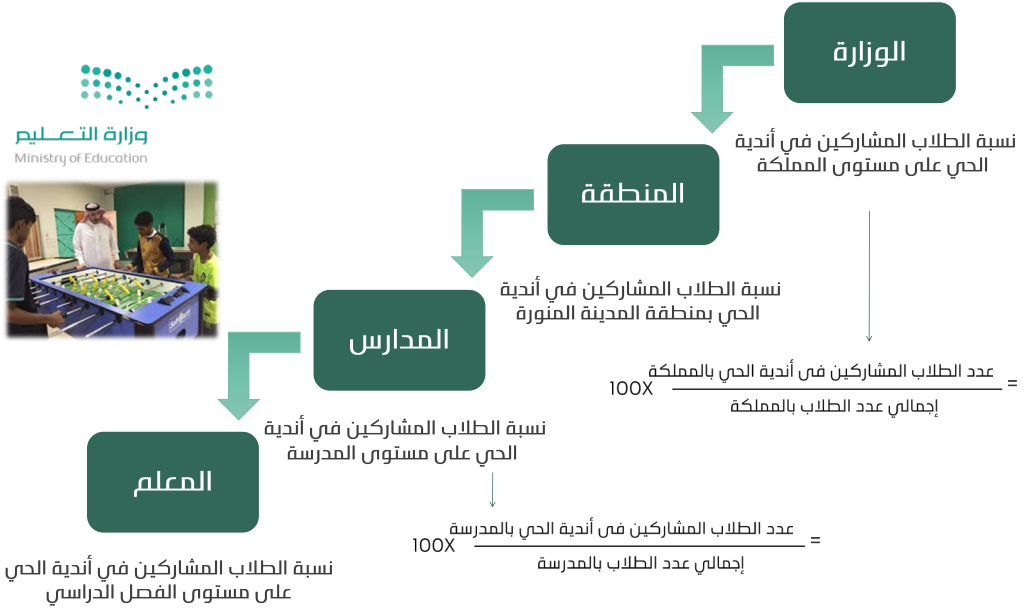 الوزارة
وزارة التعـــليم
Ministry of Education
نسبة الطلاب المشاركين في أندية
الحي على مستوى المملكة
المنطقة
نسبة الطلاب المشاركين في أندية
الحي بمنطقة المدينة المنورة
المدارس
= عدد الطلاب المشاركين فى أندية الحي بالمملكة
100X
إجمالي عدد الطلاب بالمملكة
نسبة الطلاب المشاركين في أندية
الحي على مستوى المدرسة
المعلم
= عدد الطلاب المشاركين فى أندية الحي بالمدرسة
100X
إجمالي عدد الطلاب بالمدرسة
نسبة الطلاب المشاركين في أندية الحي
على مستوى الفصل الدراسي